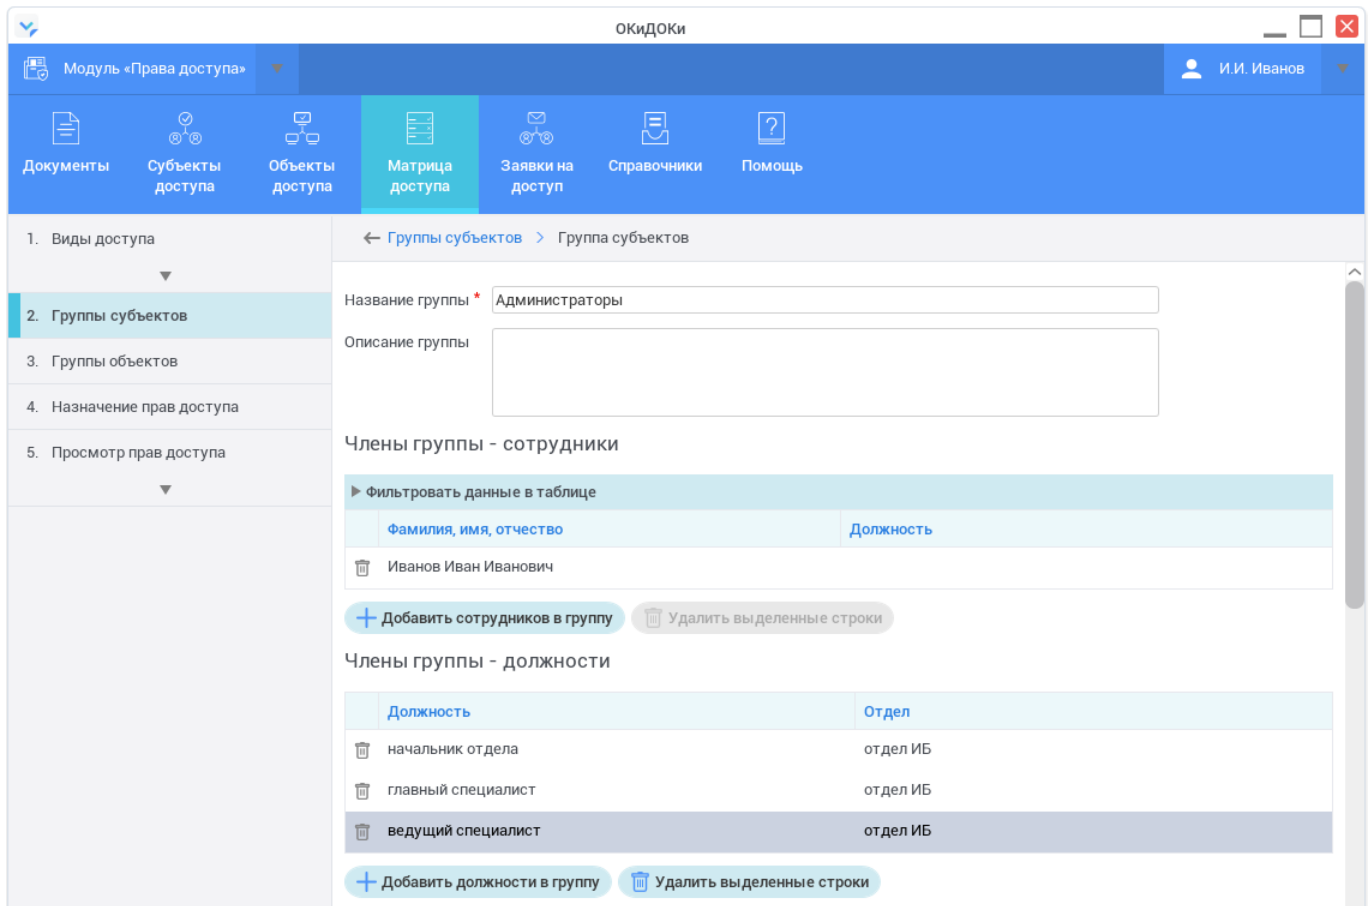 ОКиДОКи
Модуль «Права доступа»
И.И. Иванов
Документы
Субъекты
доступа
Объекты
доступа
Матрица
доступа
Заявки на
доступ
Справочники
Помощь
1. Виды доступа
2. Группы субъектов
3. Группы объектов
4. Назначение прав доступа
5. Просмотр прав доступа
← Группы субъектов > Группа субъектов
Название группы * Администраторы
Описание группы
Члены группы - сотрудники
Фильтровать данные в таблице
Фамилия, имя, отчество Должность
Иванов Иван Иванович
Добавить сотрудников в группу Удалить выделенные строки
Члены группы - должности
Должность Отдел
начальник отдела отдел ИБ
главный специалист отдел ИБ
ведущий специалист отдел ИБ
Добавить должности в группу Удалить выделенные строки